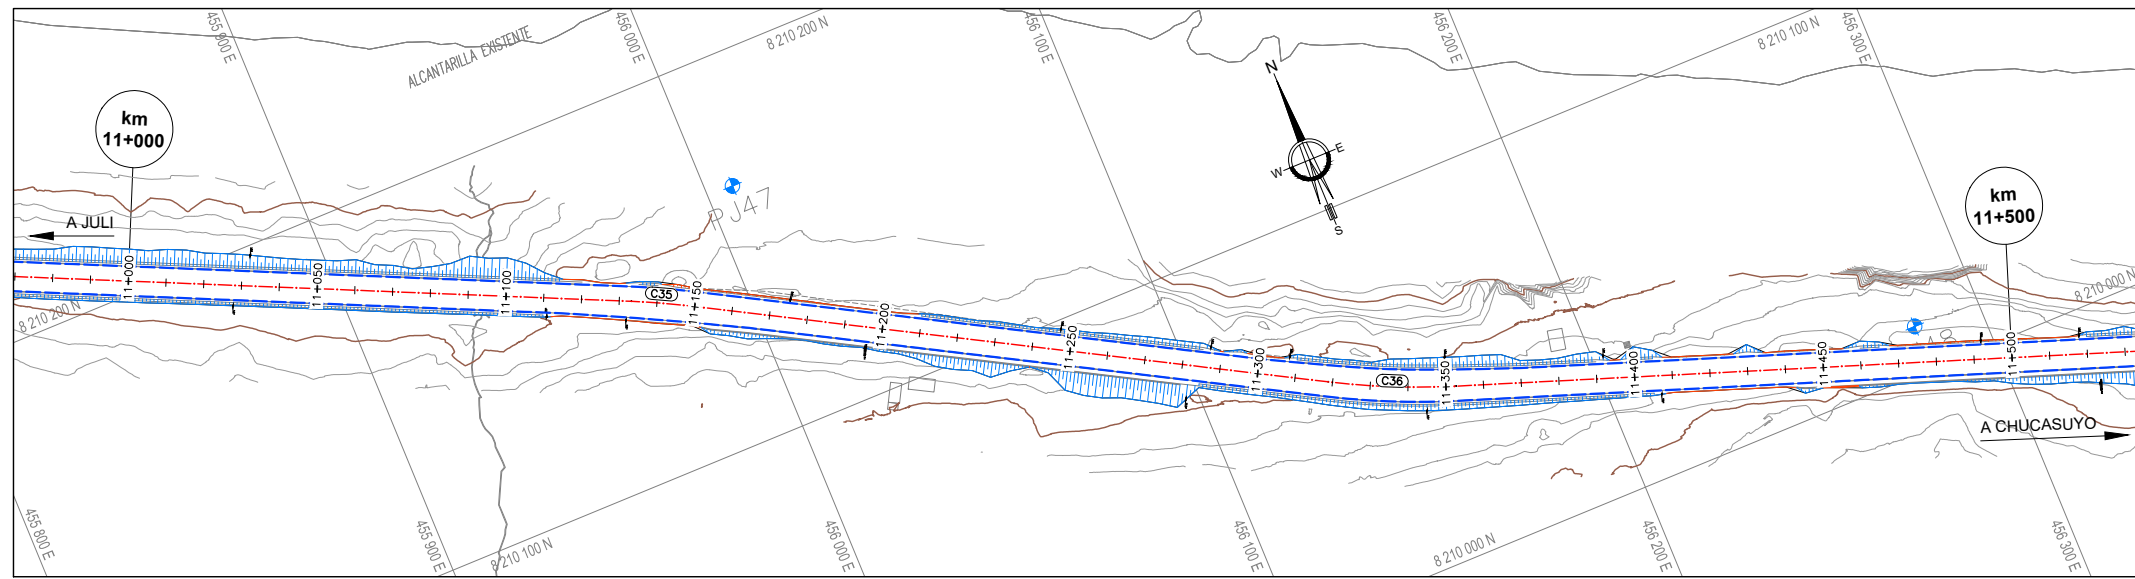 455 900 E
ALCANTARILLA EXISTENTE
456 000 E
8 210 200 N
456 100 E
456 200 E
8 210 100 N
456 300 E
N
E
W
S
km
11+000
PJ47
km
11+500
A JULI
8 210 200 N
11+000
11+050
11+100
C35
11+150
11+200
11+250
11+300
C36
11+350
11+400
11+450
11+500
8 210 000 N
A CHUCASUYO
455 800 E
455 900 E
8 210 100 N
456 000 E
456 100 E
8 210 000 N
456 200 E
456 300 E